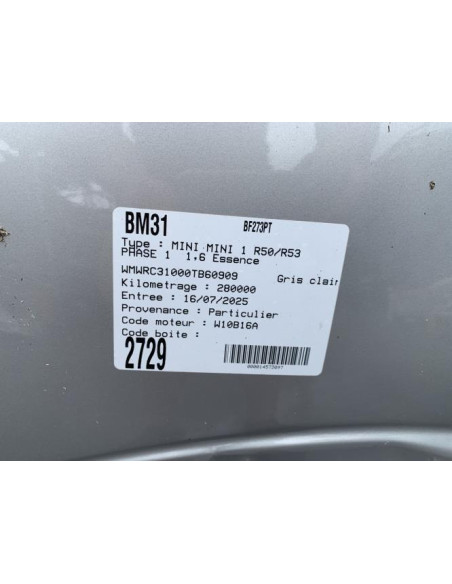 BM31 BF273PT
Type : MINI MINI 1 R50/R53
PHASE 1 1.6 Essence
WMWRC31000TB60909 Gris clair
Kilometrage : 280000
Entree : 16/07/2025
Provenance : Particulier
Code moteur : W10B16A
Code boite :
2729